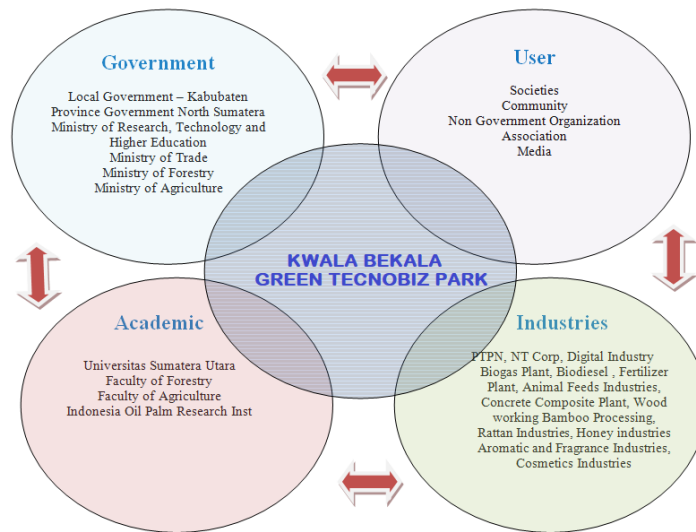 Government
Local Government – Kabubaten
Province Government North Sumatera
Ministry of Research, Technology and
Higher Education
Ministry of Trade
Ministry of Forestry
Ministry of Agriculture
User
Societies
Community
Non Government Organization
Association
Media
KWALA BEKALA
GREEN TECNOBIZ PARK
Academic
Universitas Sumatera Utara
Faculty of Forestry
Faculty of Agriculture
Indonesia Oil Palm Research Inst
Industries
PTPN, NT Corp, Digital Industry
Biogas Plant, Biodiesel , Fertilizer
Plant, Animal Feeds Industries,
Concrete Composite Plant, Wood
working Bamboo Processing,
Rattan Industries, Honey industries
Aromatic and Fragrance Industries,
Cosmetics Industries